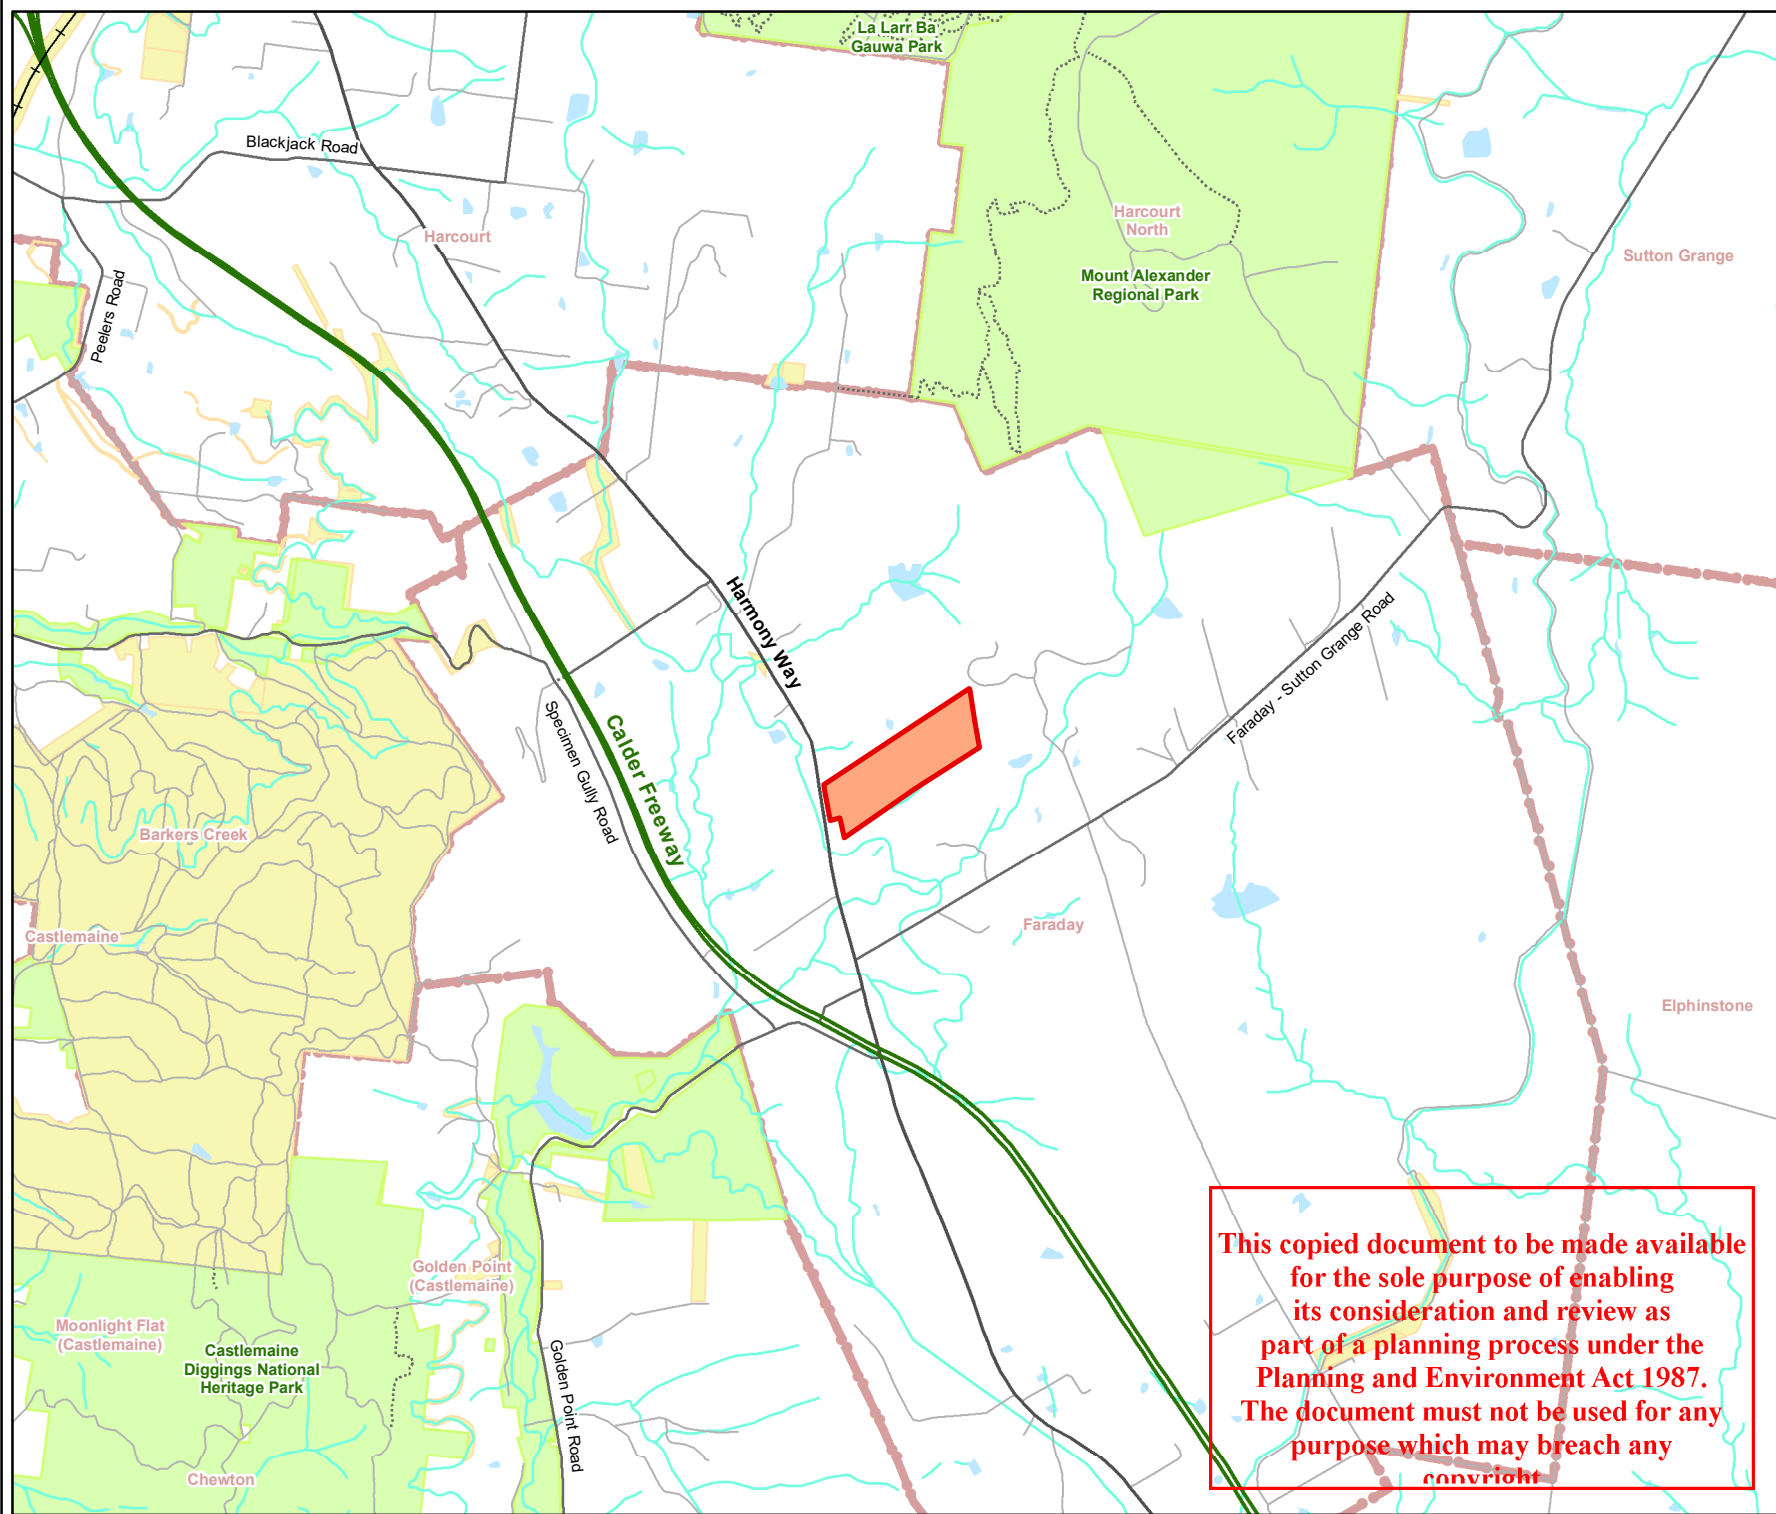 La Larr Ba
Gauwa Park
Blackjack Road
Harcourt
Harcourt
North
Sutton Grange
Mount Alexander
Regional Park
Peelers Road
Harmony Way
Faraday - Sutton Grange Road
Specimen Gully Road
Calder Freeway
Barkers Creek
Castlemaine
Faraday
Elphinstone
Golden Point
(Castlemaine)
Moonlight Flat
(Castlemaine)
Castlemaine
Diggings National
Heritage Park
Golden Point Road
Chewton
This copied document to be made available
for the sole purpose of enabling
its consideration and review as
part of a planning process under the
Planning and Environment Act 1987.
The document must not be used for any
purpose which may breach any
copyright